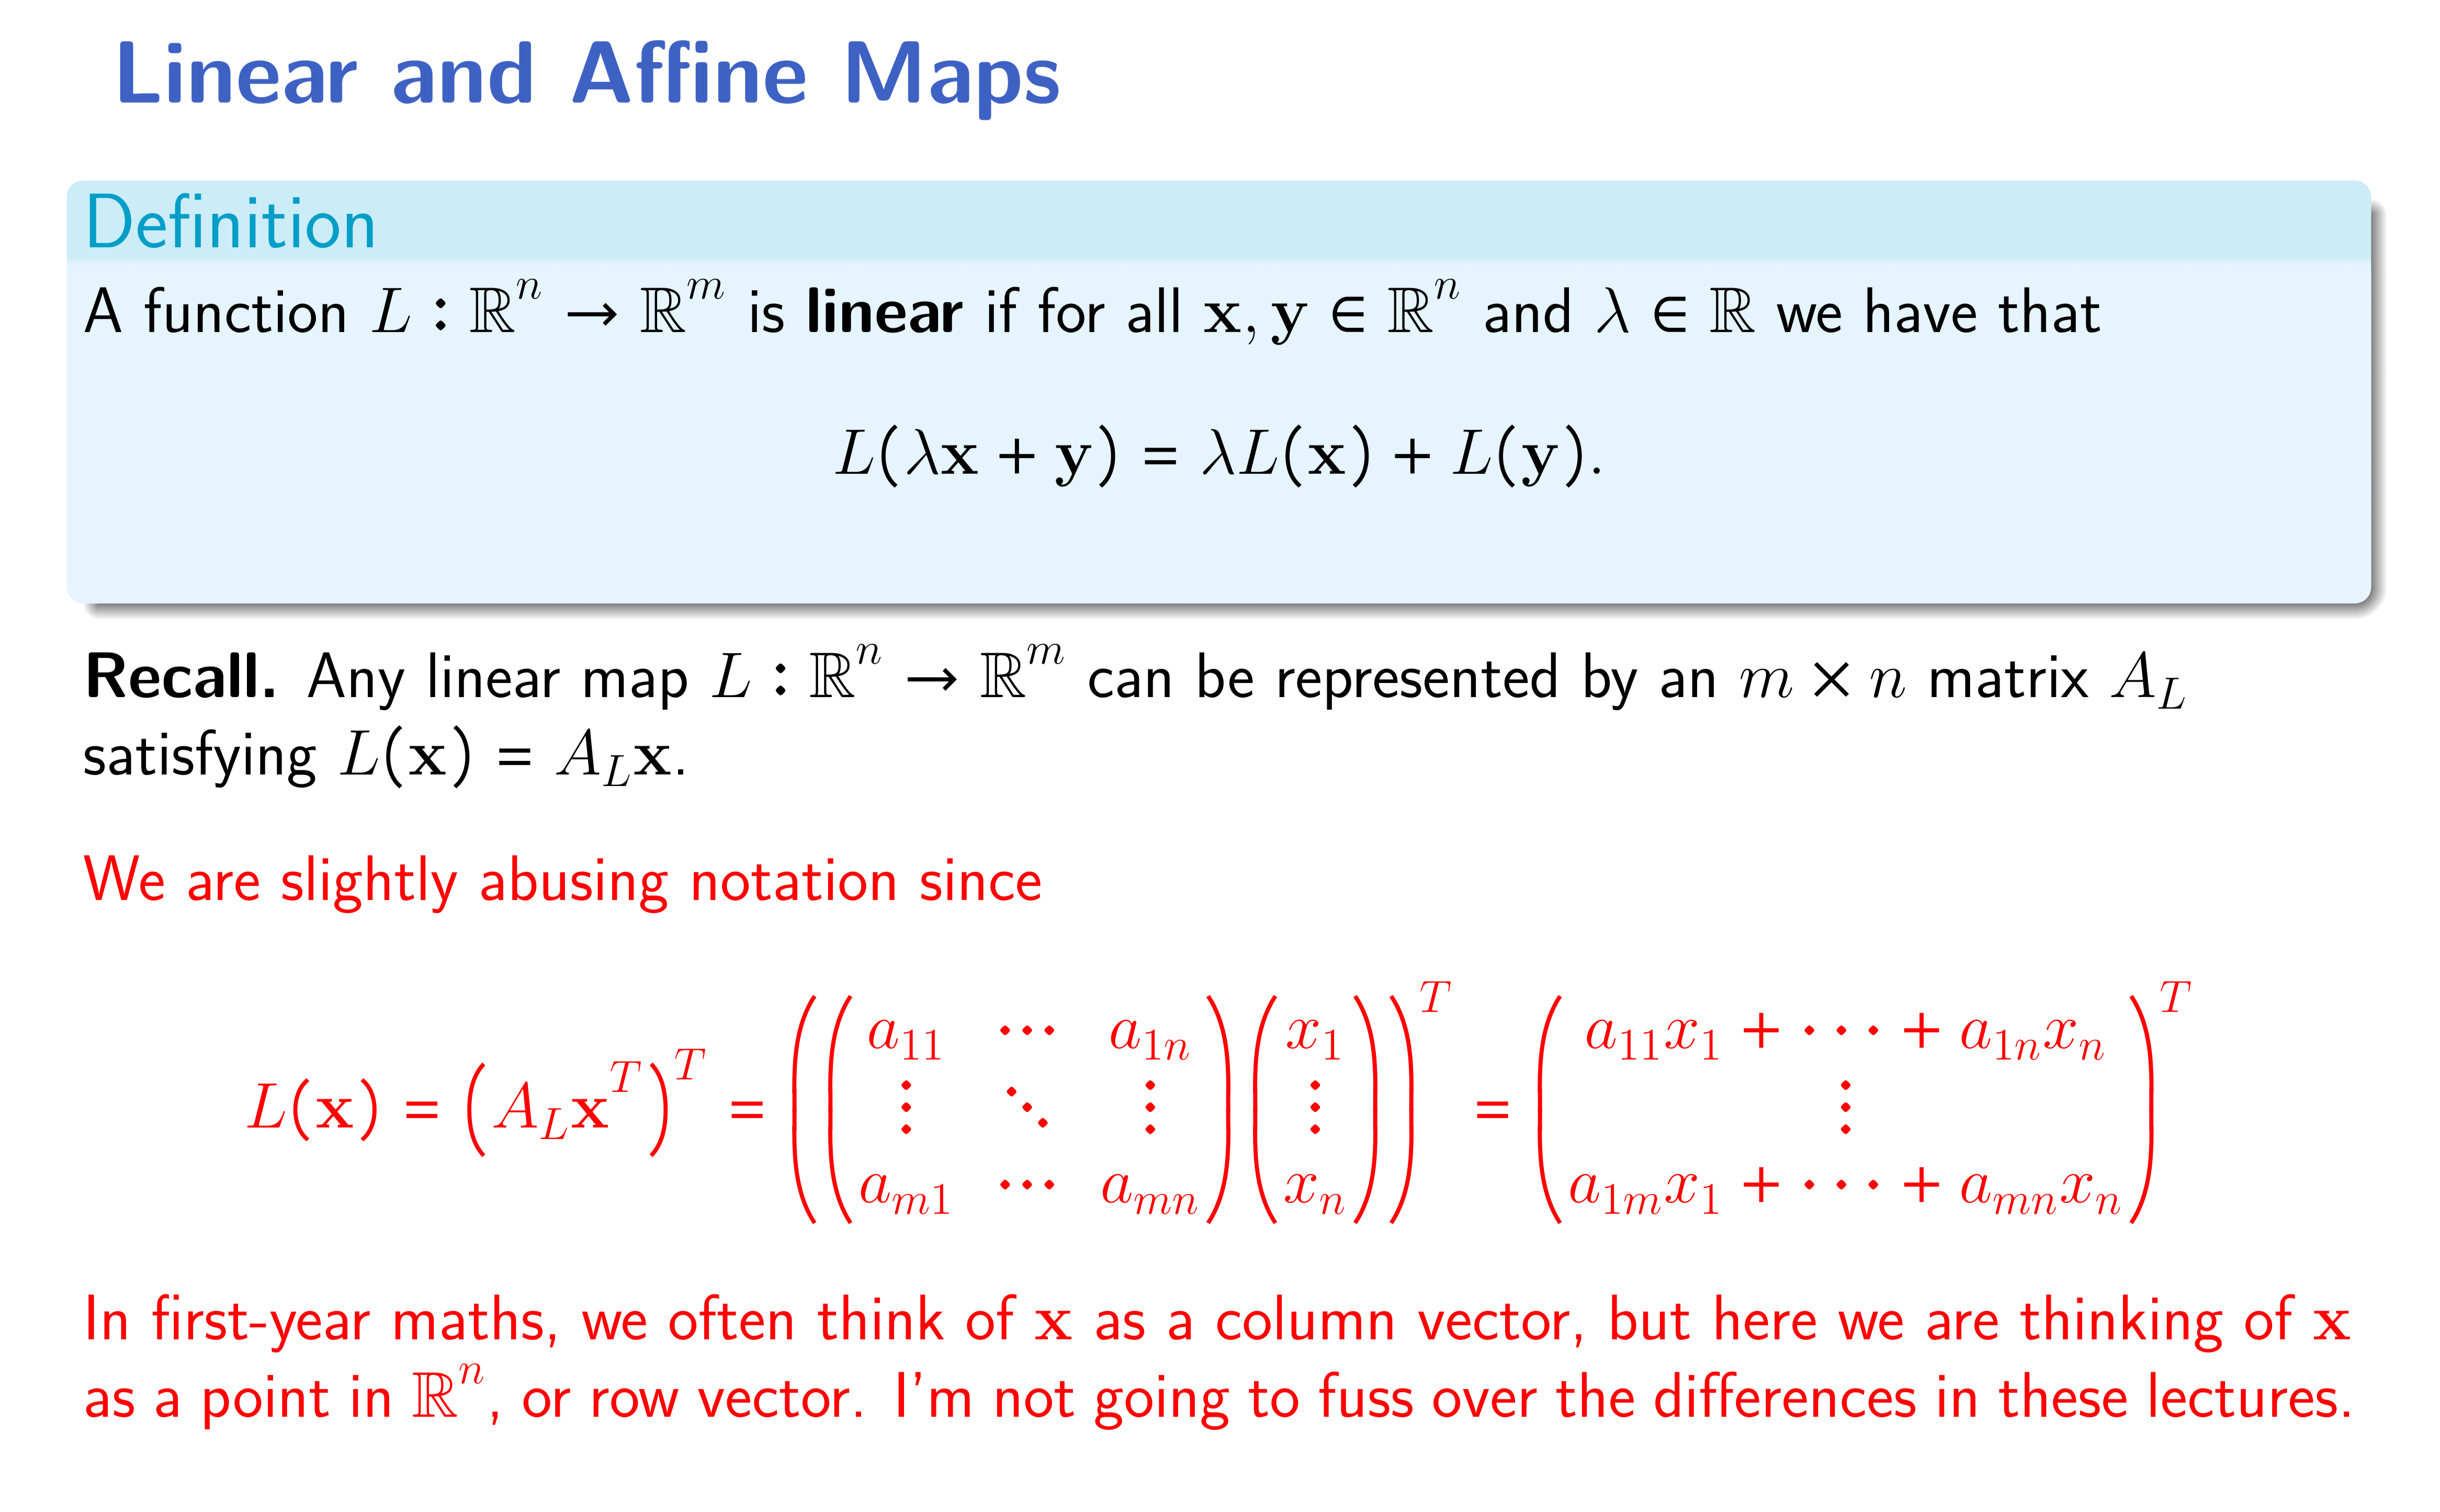 Linear and Affine Maps
Definition
A function $L : \mathbb{R}^n \to \mathbb{R}^m$ is linear if for all $\mathbf{x}, \mathbf{y} \in \mathbb{R}^n$ and $\lambda \in \mathbb{R}$ we have that
$L(\lambda\mathbf{x} + \mathbf{y}) = \lambda L(\mathbf{x}) + L(\mathbf{y}).$
Recall. Any linear map $L : \mathbb{R}^n \to \mathbb{R}^m$ can be represented by an $m \times n$ matrix $A_L$
satisfying $L(\mathbf{x}) = A_L\mathbf{x}$.
We are slightly abusing notation since
$L(\mathbf{x}) = \left(A_L\mathbf{x}^T\right)^T = \left(\begin{pmatrix} a_{11} & \cdots & a_{1n} \\ \vdots & \ddots & \vdots \\ a_{m1} & \cdots & a_{mn} \end{pmatrix}\begin{pmatrix} x_1 \\ \vdots \\ x_n \end{pmatrix}\right)^T = \begin{pmatrix} a_{11}x_1 + \cdots + a_{1n}x_n \\ \vdots \\ a_{1m}x_1 + \cdots + a_{mn}x_n \end{pmatrix}^T$
In first-year maths, we often think of $\mathbf{x}$ as a column vector, but here we are thinking of $\mathbf{x}$
as a point in $\mathbb{R}^n$, or row vector. I'm not going to fuss over the differences in these lectures.